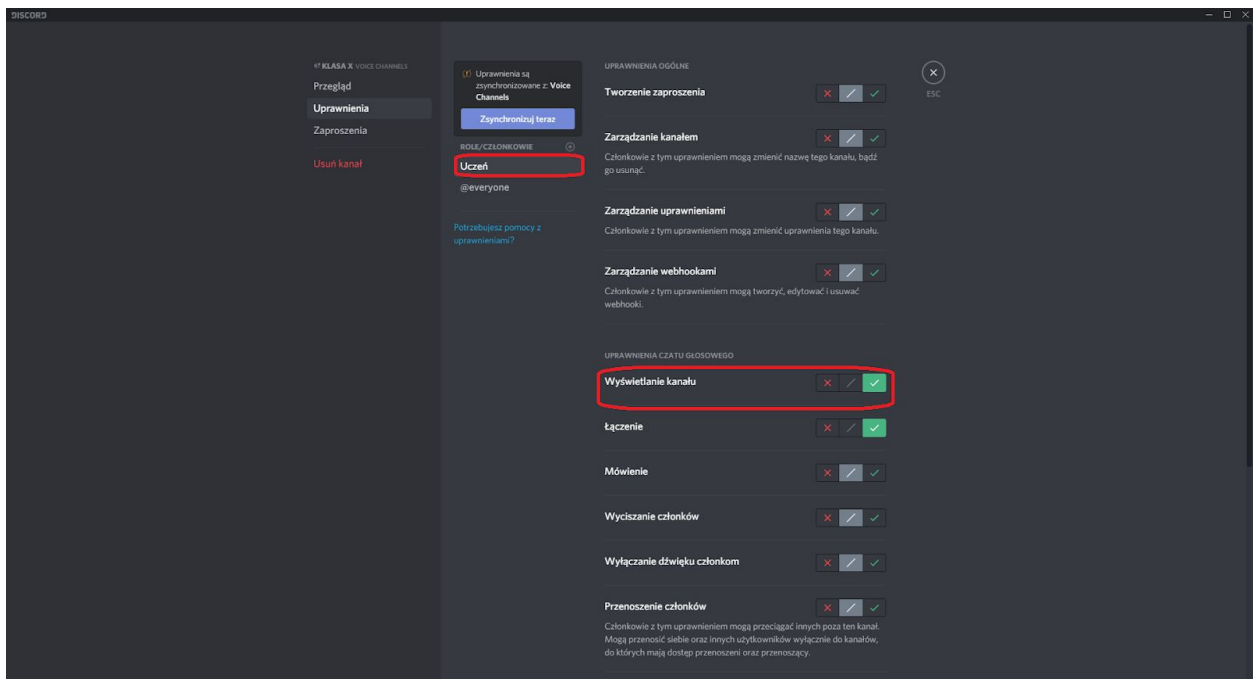 DISCORD
KLASA X VOICE CHANNELS
Przegląd
Uprawnienia
Zaproszenia
Usuń kanał
Uprawnienia są
zsynchronizowane z: Voice
Channels
Zsynchronizuj teraz
ROLE/CZŁONKOWIE
Uczeń
@everyone
Potrzebujesz pomocy z
uprawnieniami?
UPRAWNIENIA OGÓLNE
Tworzenie zaproszenia
Zarządzanie kanałem
Członkowie z tym uprawnieniem mogą zmienić nazwę tego kanału, bądź
go usunąć.
Zarządzanie uprawnieniami
Członkowie z tym uprawnieniem mogą zmienić uprawnienia tego kanału.
Zarządzanie webhookami
Członkowie z tym uprawnieniem mogą tworzyć, edytować i usuwać
webhooki.
UPRAWNIENIA CZATU GŁOSOWEGO
Wyświetlanie kanału
Łączenie
Mówienie
Wyciszanie członków
Wyłączanie dźwięku członkom
Przenoszenie członków
Członkowie z tym uprawnieniem mogą przeciągać innych poza ten kanał.
Mogą przenosić siebie oraz innych użytkowników wyłącznie do kanałów,
do których mają dostęp przenoszeni oraz przenoszący.
ESC